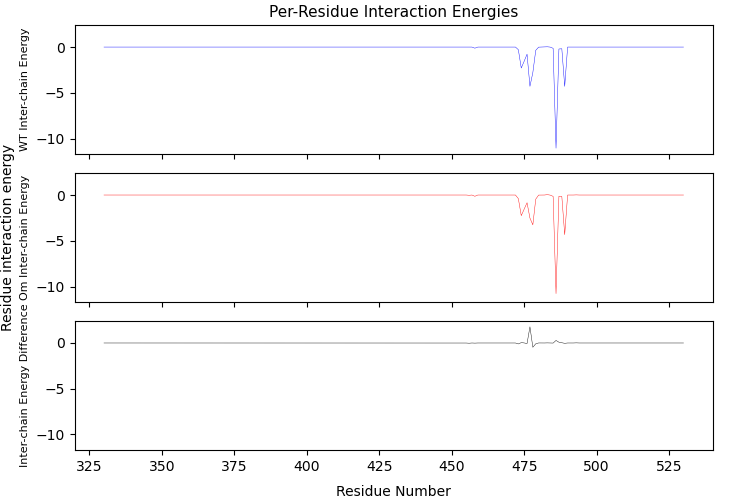 Per-Residue Interaction Energies
Residue interaction energy
WT Inter-chain Energy
0
−5
−10
Om Inter-chain Energy
0
−5
−10
Inter-chain Energy Difference
0
−5
−10
325 350 375 400 425 450 475 500 525
Residue Number